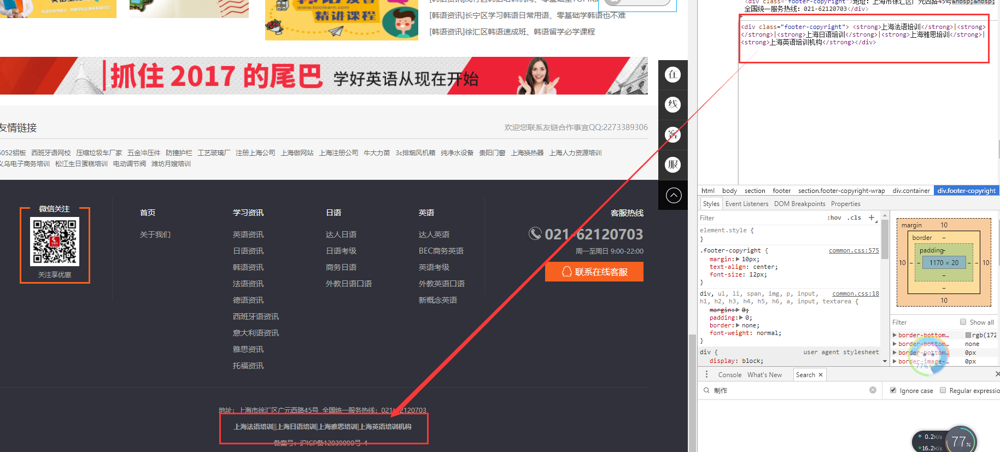 [韩语资讯]长宁区学习韩语日常用语、零基础学韩语也不难
[韩语资讯]徐汇区韩语速成班、韩语留学必学课程
精讲课程
www.koolearn.com
抓住 2017 的尾巴 学好英语从现在开始
在
线
客
服
友情链接
欢迎您联系友链合作事宜QQ:2273389306
5052铝板 西班牙语网校 压缩垃圾车厂家 五金冲压件 防撞护栏 工艺玻璃厂 注册上海公司 上海做网站 上海注册公司 牛大力苗 3c排烟风机箱 纯净水设备 贵阳门窗 上海换热器 上海人力资源培训
义乌电子商务培训 松江生日蛋糕培训 电动调节阀 潍坊月嫂培训
微信关注
关注享优惠
首页
关于我们
学习资讯
英语资讯
日语资讯
韩语资讯
法语资讯
德语资讯
西班牙语资讯
意大利语资讯
雅思资讯
托福资讯
日语
达人日语
日语考级
商务日语
外教日语口语
英语
达人英语
BEC商务英语
英语考级
外教英语口语
新概念英语
客服热线
021-62120703
周一至周日 9:00-22:00
联系在线客服
地址：上海市徐汇区广元西路45号 全国统一服务热线：021-62120703
上海法语培训||上海日语培训|上海雅思培训|上海英语培训机构
备案号：沪ICP备12039090号-4
<div class="footer-copyright">地址：上海市徐汇区广元西路45号&nbsp;&nbsp;
全国统一服务热线：021-62120703</div>
<div class="footer-copyright"> <strong>上海法语培训</strong>|<strong>
</strong>|<strong>上海日语培训</strong>|<strong>上海雅思培训</strong>|
<strong>上海英语培训机构</strong></div>
html body section footer section.footer-copyright-wrap div.container div.footer-copyright
Styles Event Listeners DOM Breakpoints Properties
Filter :hov .cls +
element.style {
}
.footer-copyright { common.css:575
margin: 10px;
text-align: center;
font-size: 12px;
}
div, ul, li, span, img, p, input, common.css:18
h1, h2, h3, h4, h5, h6, a, input, textarea {
margin: 0;
padding: 0;
border: none;
font-weight: normal;
}
div { user agent stylesheet
display: block;
margin 10
border –
padding –
10 – – 1170 × 20 – – 10
–
–
10
Filter Show all
border-bottom… rgb(172
border-bottom… none
border-bottom… 0px
border-image-… 0px
77%
Console What's New Search ×
制作
Ignore case Regular expressio
0.2K/s
16.2K/s
77%